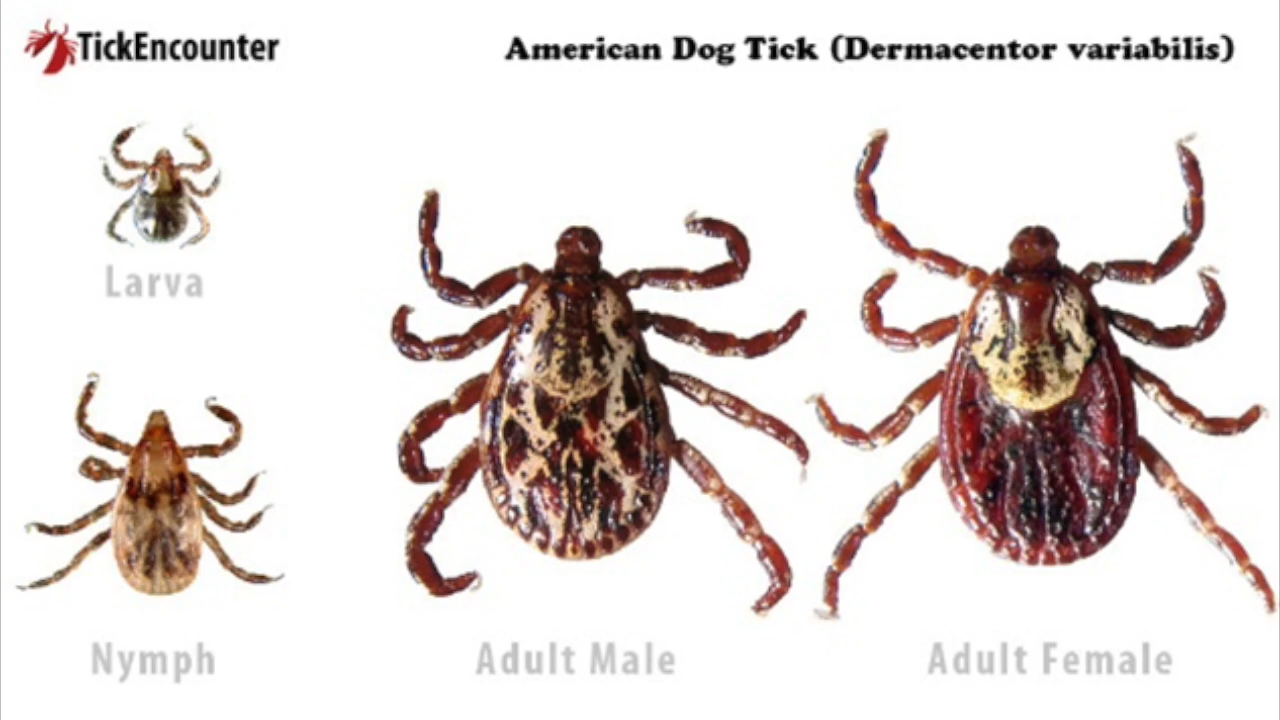 TickEncounter
American Dog Tick (Dermacentor variabilis)
Larva
Nymph
Adult Male
Adult Female